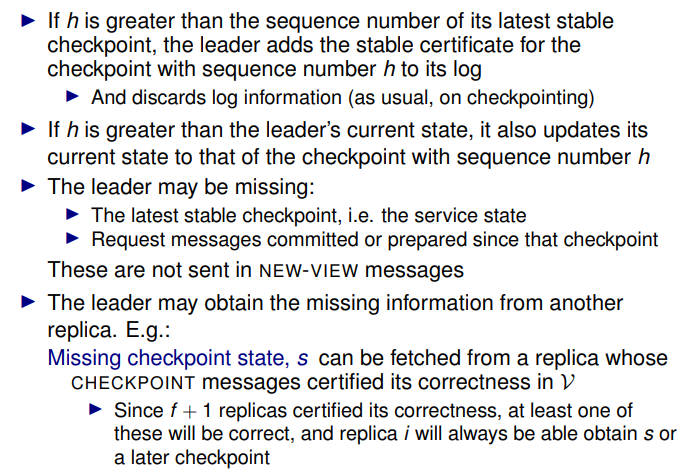 If h is greater than the sequence number of its latest stable
checkpoint, the leader adds the stable certificate for the
checkpoint with sequence number h to its log
And discards log information (as usual, on checkpointing)
If h is greater than the leader's current state, it also updates its
current state to that of the checkpoint with sequence number h
The leader may be missing:
The latest stable checkpoint, i.e. the service state
Request messages committed or prepared since that checkpoint
These are not sent in NEW-VIEW messages
The leader may obtain the missing information from another
replica. E.g.:
Missing checkpoint state, s can be fetched from a replica whose
CHECKPOINT messages certified its correctness in 𝒱
Since f + 1 replicas certified its correctness, at least one of
these will be correct, and replica i will always be able obtain s or
a later checkpoint